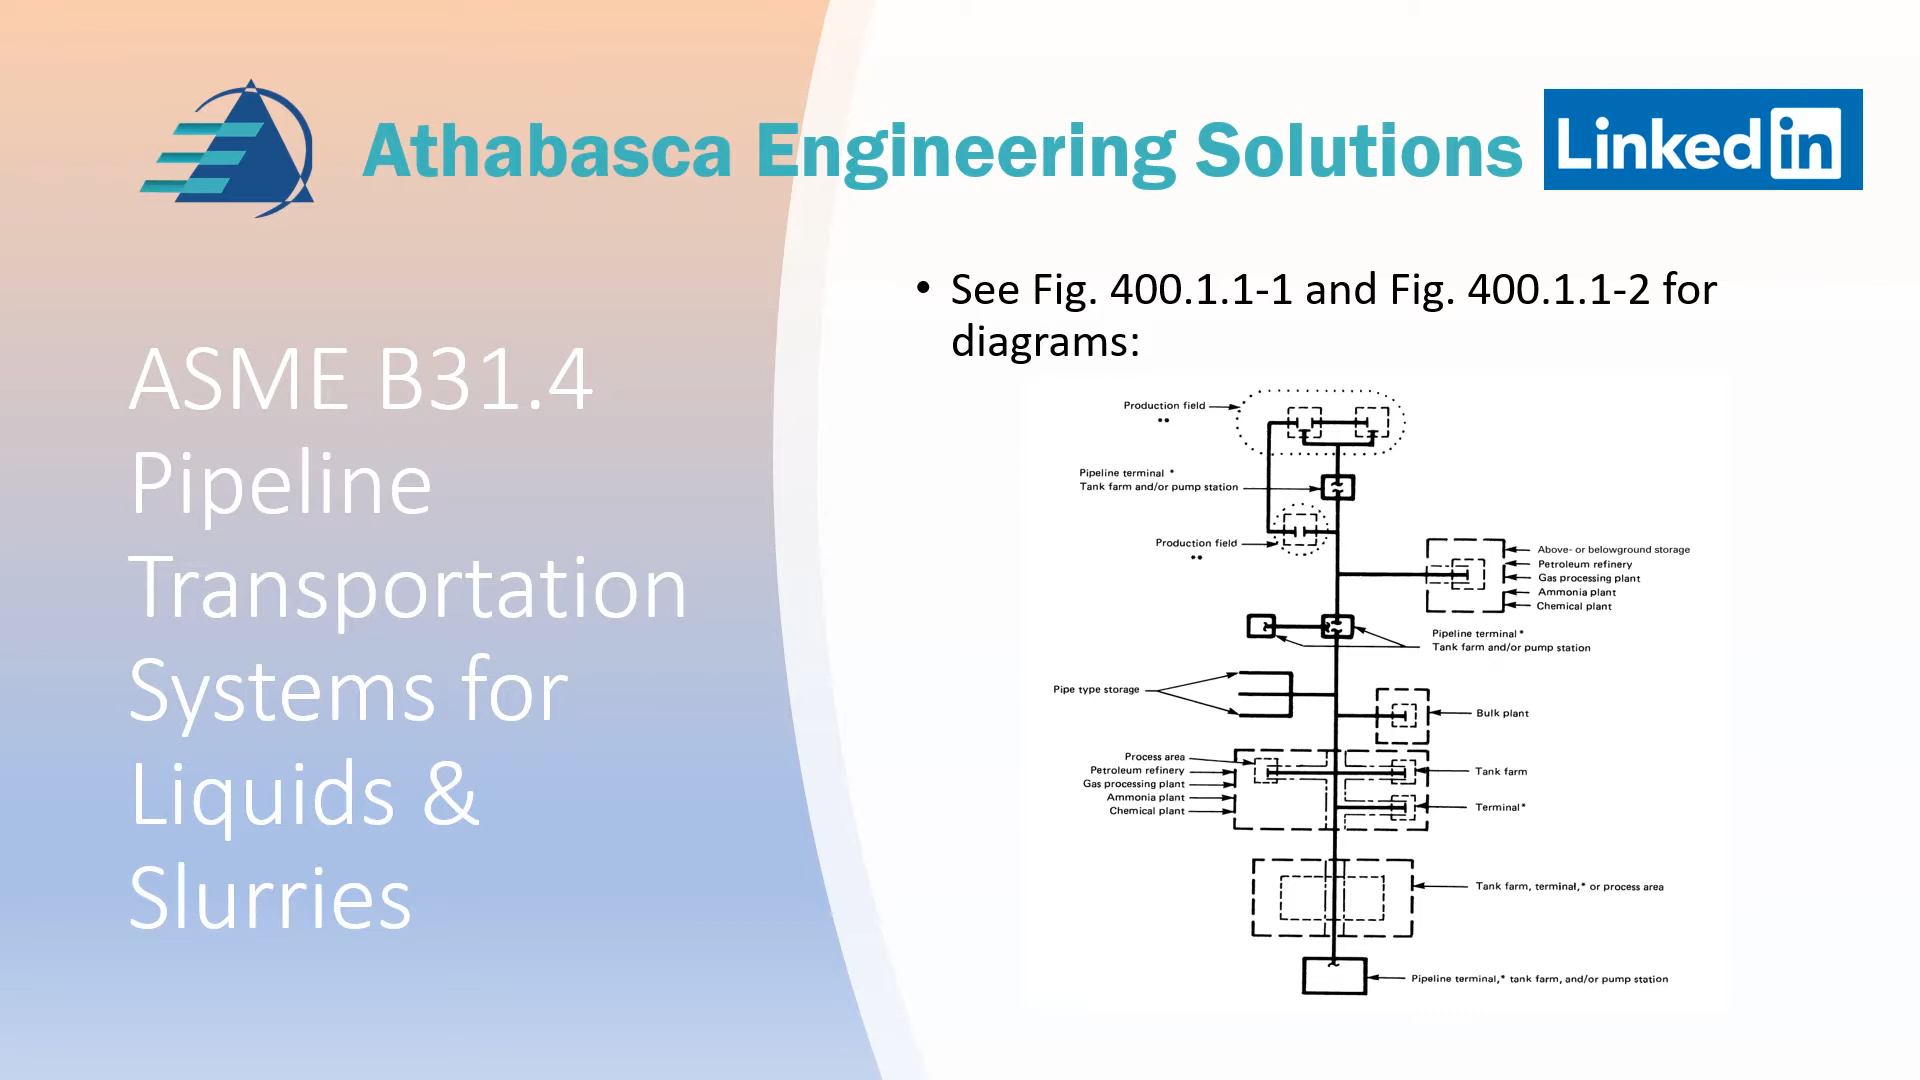 Athabasca Engineering Solutions
Linked in
ASME B31.4
Pipeline
Transportation
Systems for
Liquids &
Slurries
• See Fig. 400.1.1-1 and Fig. 400.1.1-2 for
diagrams:
Production field
**
Pipeline terminal *
Tank farm and/or pump station
Production field
**
Above- or belowground storage
Petroleum refinery
Gas processing plant
Ammonia plant
Chemical plant
Pipeline terminal*
Tank farm and/or pump station
Pipe type storage
Bulk plant
Process area
Petroleum refinery
Gas processing plant
Ammonia plant
Chemical plant
Tank farm
Terminal*
Tank farm, terminal,* or process area
Pipeline terminal,* tank farm, and/or pump station